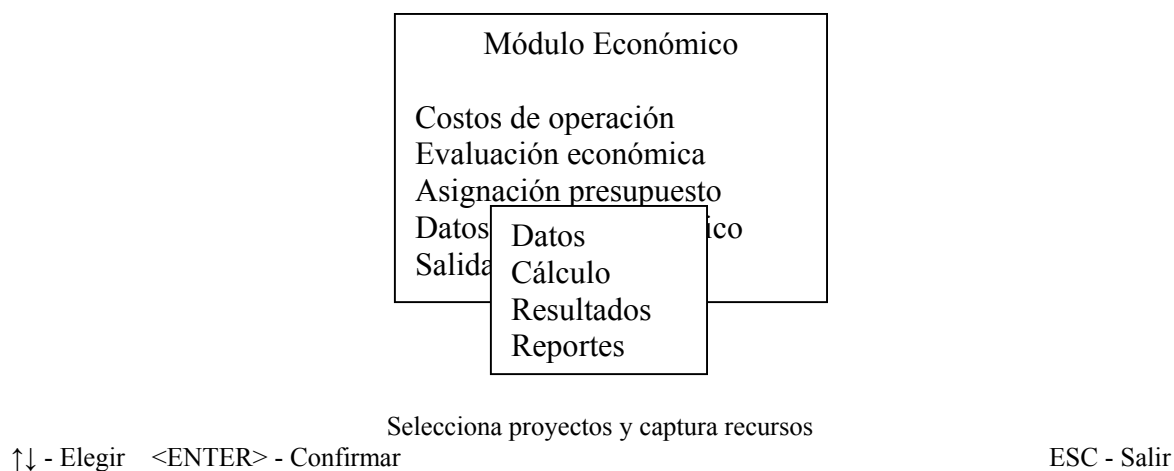 Módulo Económico
Costos de operación
Evaluación económica
Asignación presupuesto
Datos ico
Salida
Datos
Cálculo
Resultados
Reportes
Selecciona proyectos y captura recursos
↑↓ - Elegir <ENTER> - Confirmar ESC - Salir